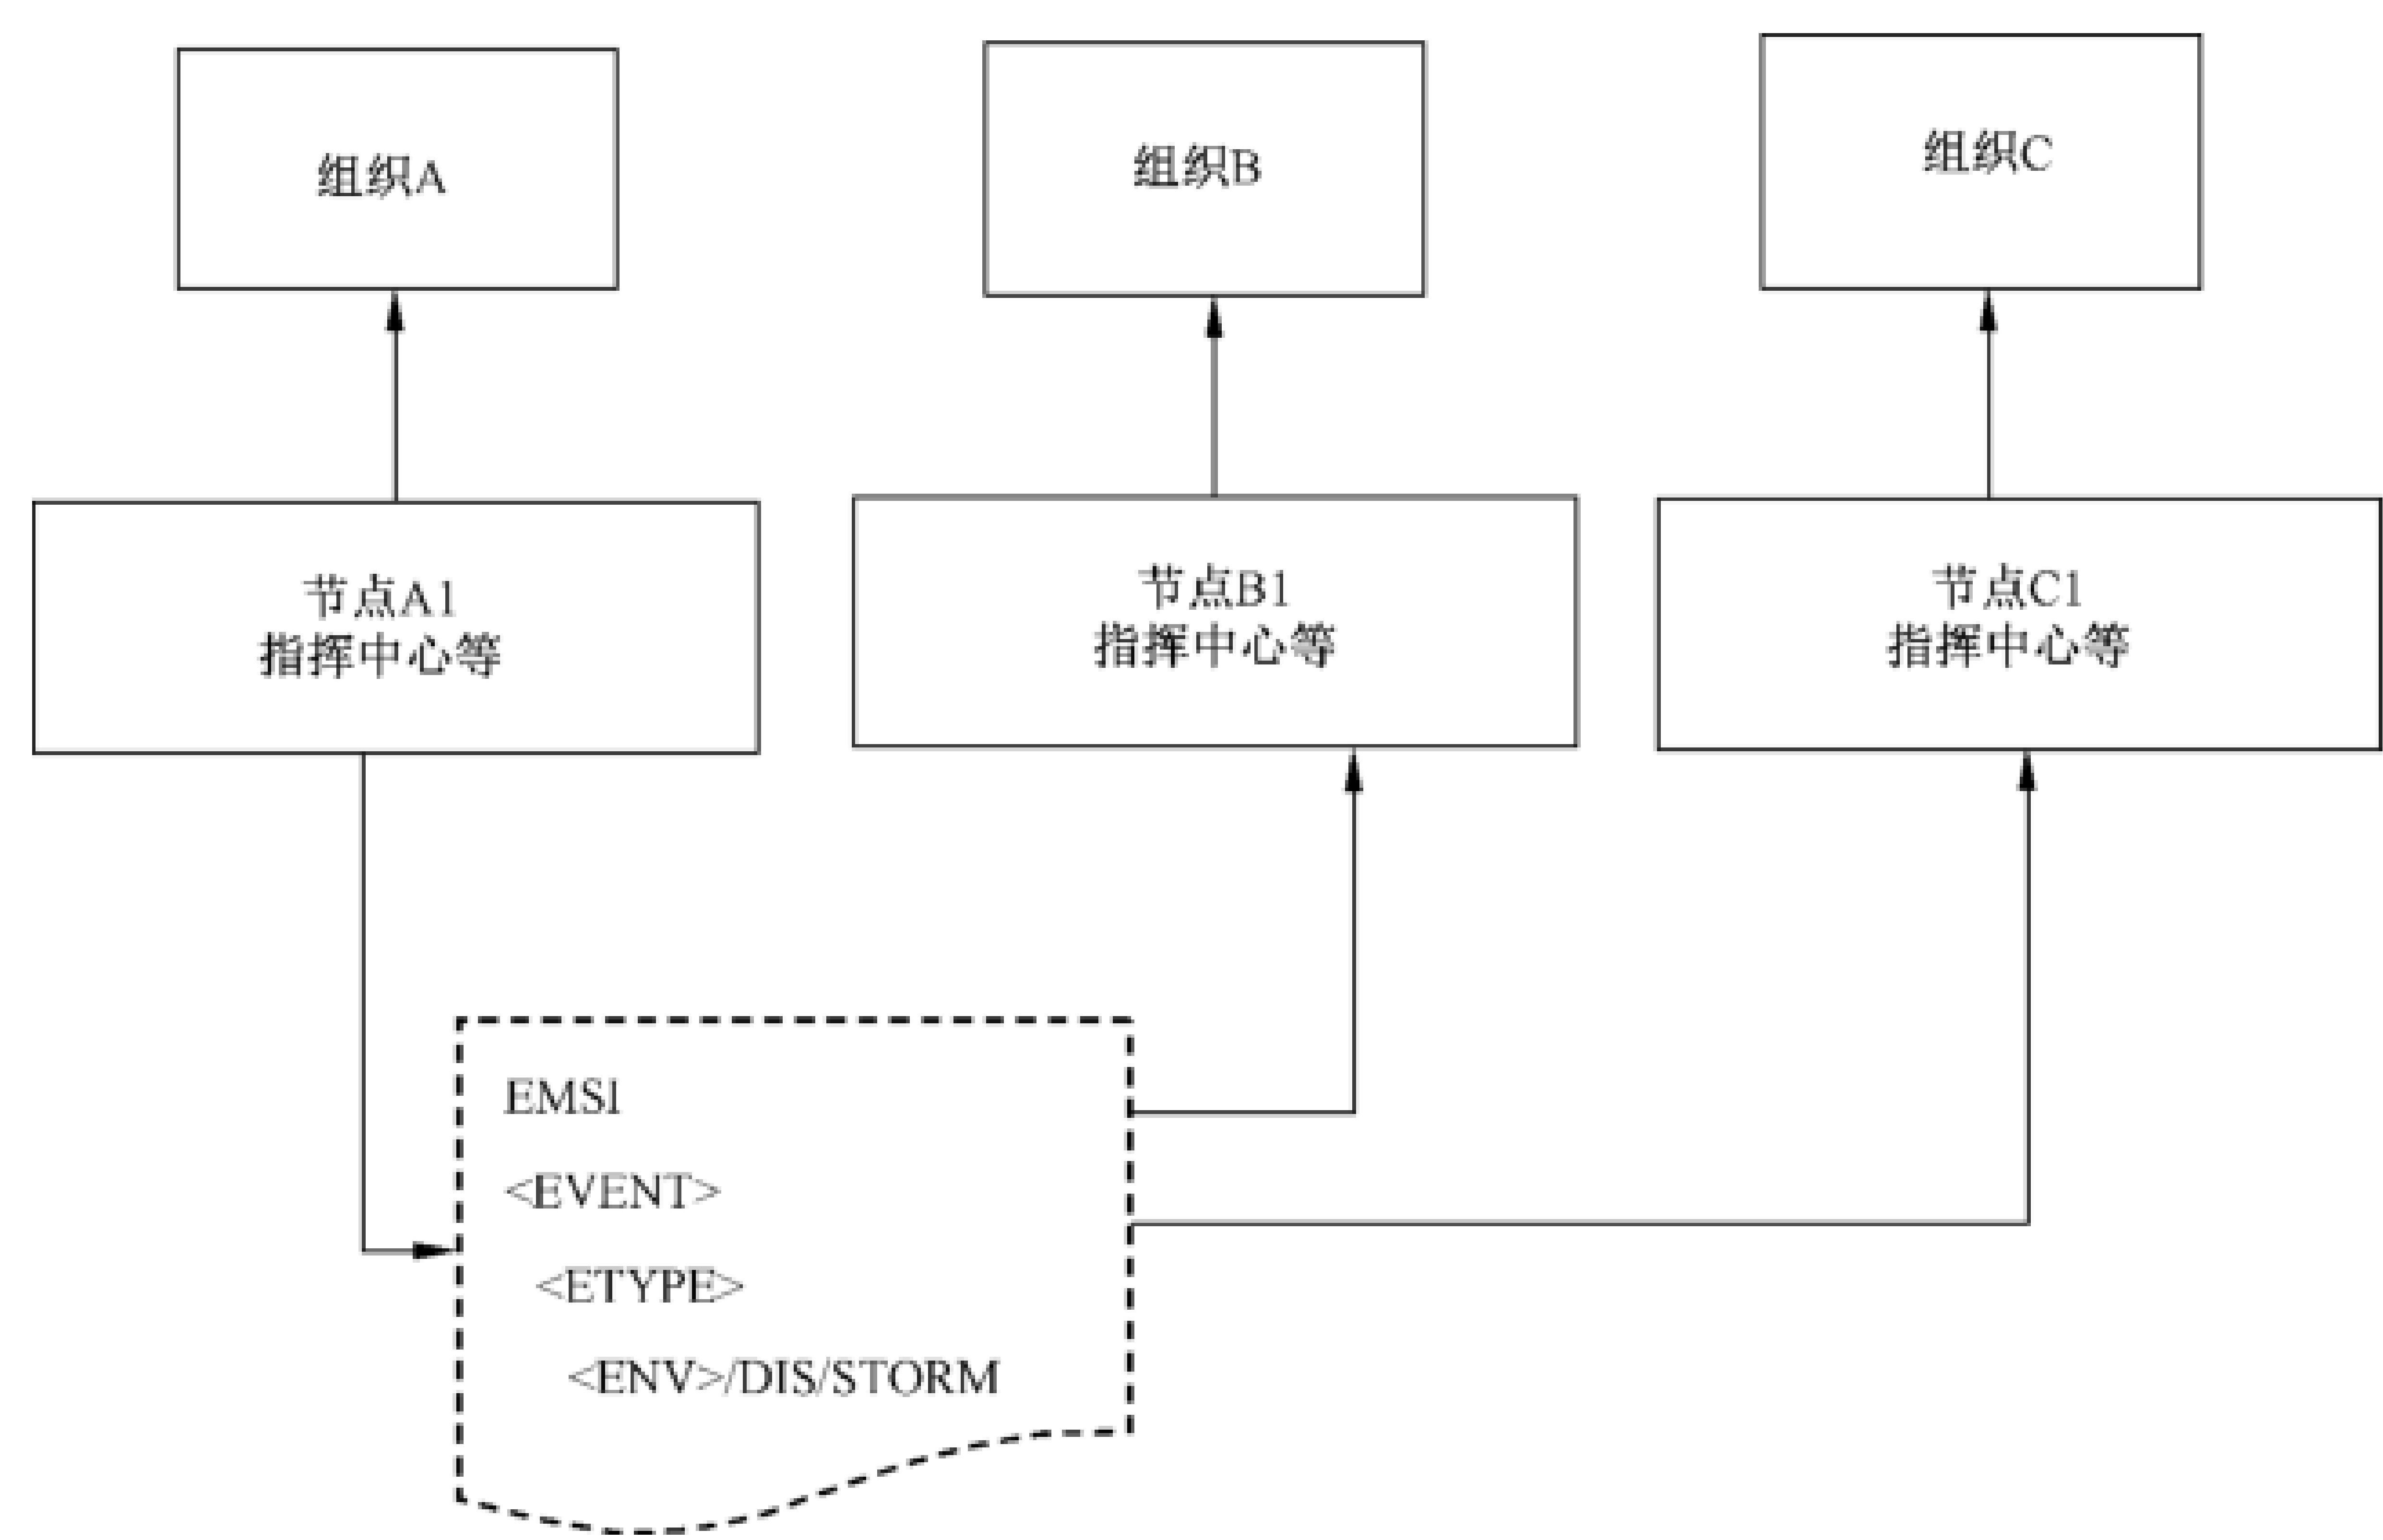 组织A
组织B
组织C
节点A1
指挥中心等
节点B1
指挥中心等
节点C1
指挥中心等
EMSI
<EVENT>
<ETYPE>
<ENV>/DIS/STORM